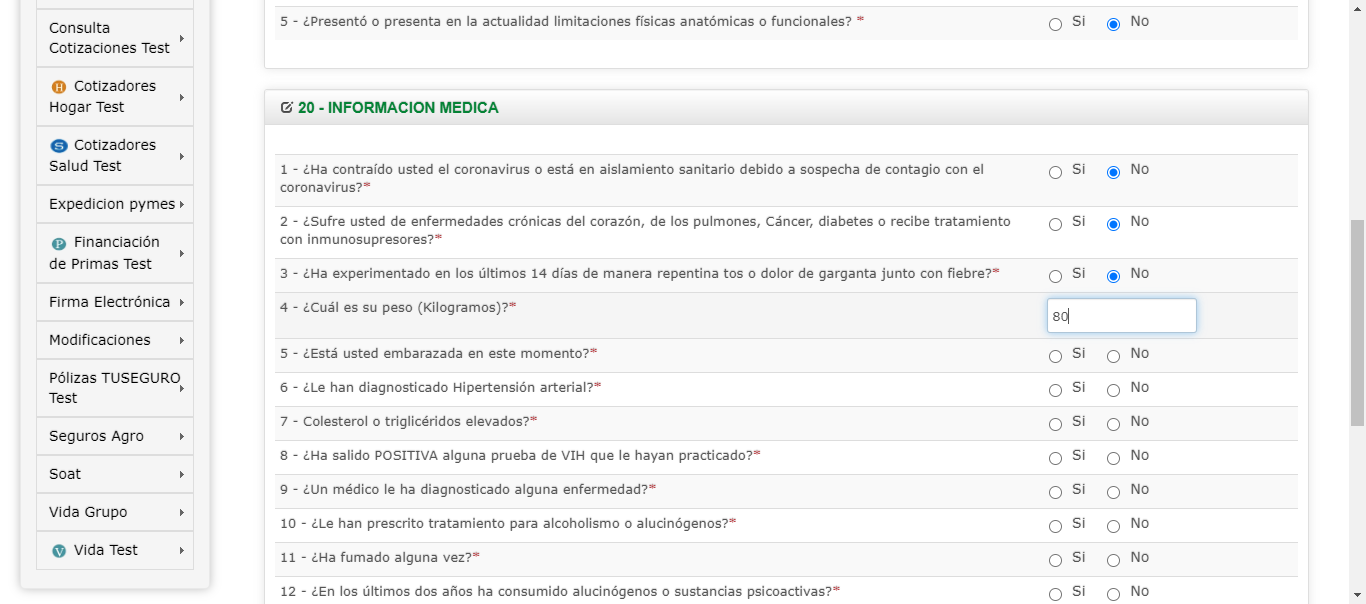 Consulta
Cotizaciones Test
H Cotizadores
Hogar Test
S Cotizadores
Salud Test
Expedicion pymes
P Financiación
de Primas Test
Firma Electrónica
Modificaciones
Pólizas TUSEGURO
Test
Seguros Agro
Soat
Vida Grupo
V Vida Test
5 - ¿Presentó o presenta en la actualidad limitaciones físicas anatómicas o funcionales? * Si No
20 - INFORMACION MEDICA
1 - ¿Ha contraído usted el coronavirus o está en aislamiento sanitario debido a sospecha de contagio con el Si No
coronavirus?*
2 - ¿Sufre usted de enfermedades crónicas del corazón, de los pulmones, Cáncer, diabetes o recibe tratamiento Si No
con inmunosupresores?*
3 - ¿Ha experimentado en los últimos 14 días de manera repentina tos o dolor de garganta junto con fiebre?* Si No
4 - ¿Cuál es su peso (Kilogramos)?* 80
5 - ¿Está usted embarazada en este momento?* Si No
6 - ¿Le han diagnosticado Hipertensión arterial?* Si No
7 - Colesterol o triglicéridos elevados?* Si No
8 - ¿Ha salido POSITIVA alguna prueba de VIH que le hayan practicado?* Si No
9 - ¿Un médico le ha diagnosticado alguna enfermedad?* Si No
10 - ¿Le han prescrito tratamiento para alcoholismo o alucinógenos?* Si No
11 - ¿Ha fumado alguna vez?* Si No
12 - ¿En los últimos dos años ha consumido alucinógenos o sustancias psicoactivas?* Si No